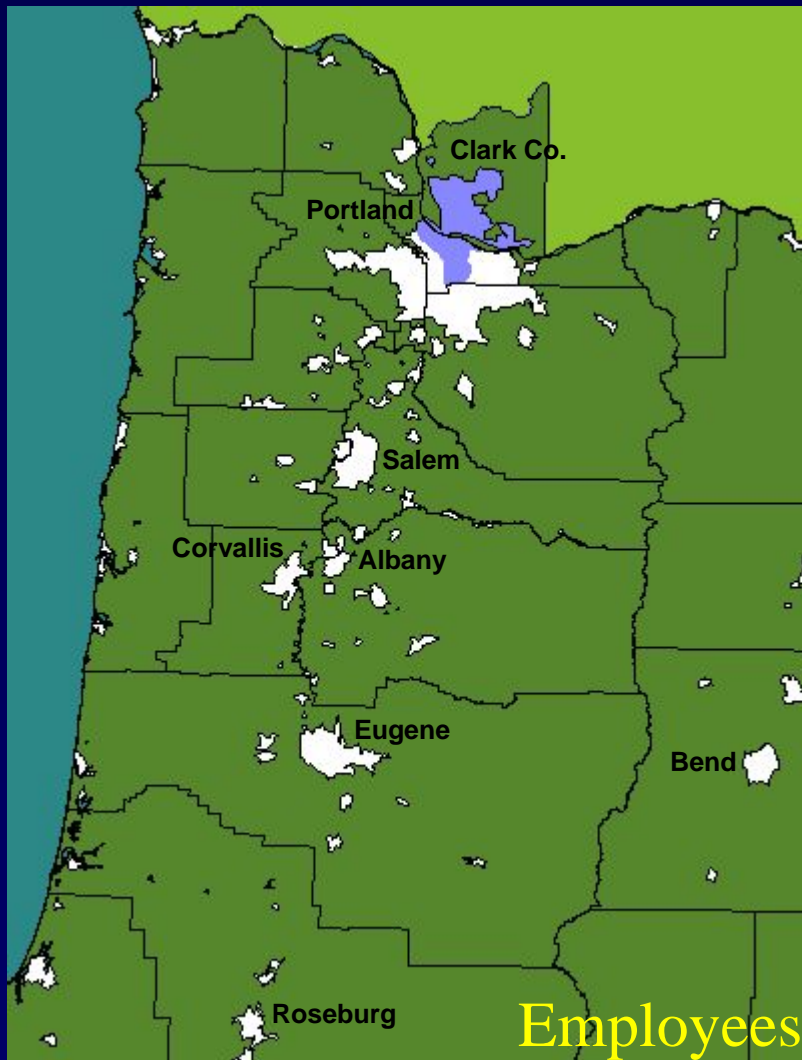 Clark Co.
Portland
Salem
Corvallis
Albany
Eugene
Bend
Roseburg
Employees